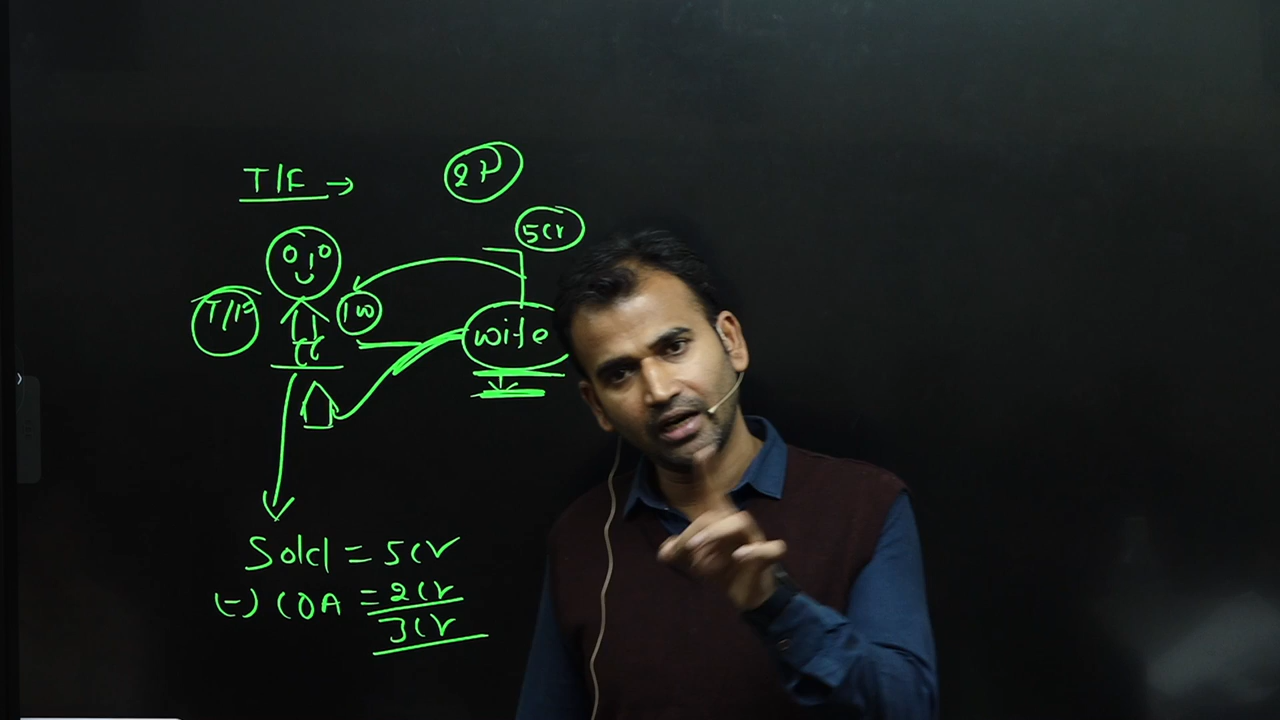 T/F →
2P
5Cr
T/F
1W
wife
Sold = 5Cr
(-) COA = 2Cr
3Cr